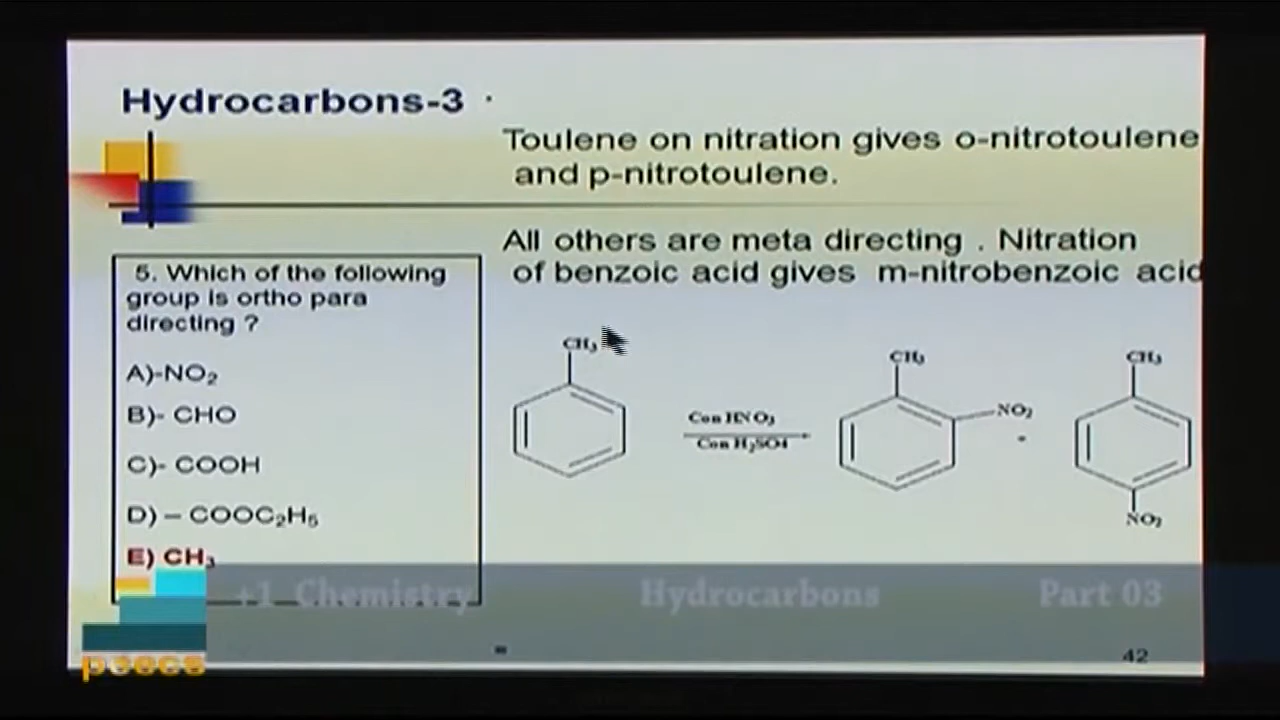 Hydrocarbons-3
Toulene on nitration gives o-nitrotoulene
and p-nitrotoulene.
All others are meta directing . Nitration
of benzoic acid gives m-nitrobenzoic acid
5. Which of the following
group is ortho para
directing ?
A)-NO₂
B)- CHO
C)- COOH
D) – COOC₂H₅
E) CH₃
CH₃
Con HNO₃
Con H₂SO4
CH₃
NO₂
CH₃
NO₂
+1 Chemistry Hydrocarbons Part 03
42